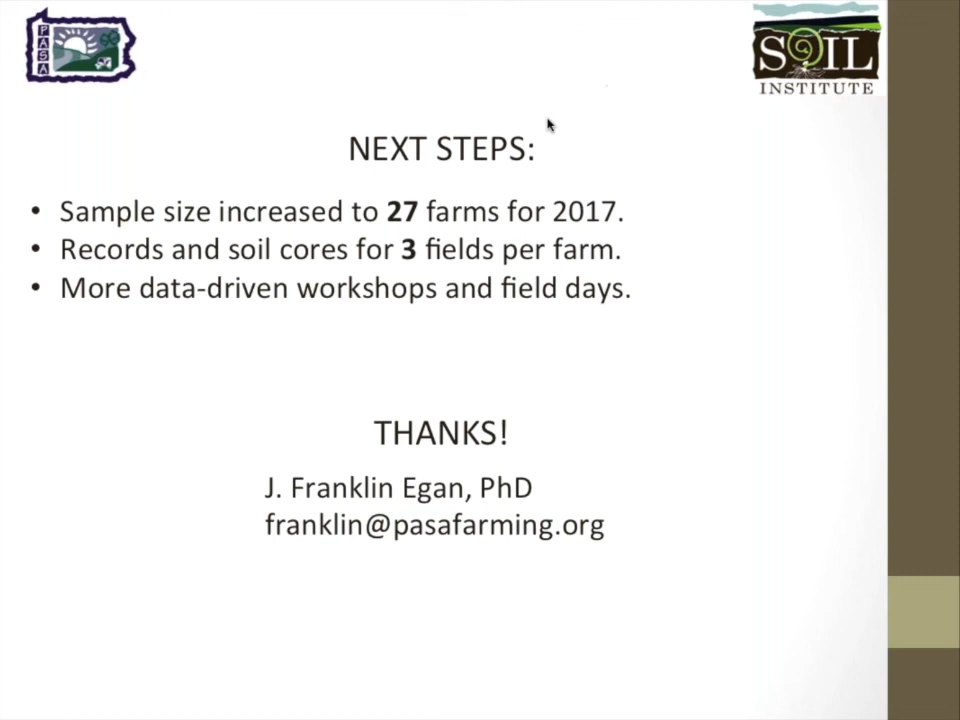 PASA
SOIL
INSTITUTE
NEXT STEPS:
• Sample size increased to 27 farms for 2017.
• Records and soil cores for 3 fields per farm.
• More data-driven workshops and field days.
THANKS!
J. Franklin Egan, PhD
franklin@pasafarming.org